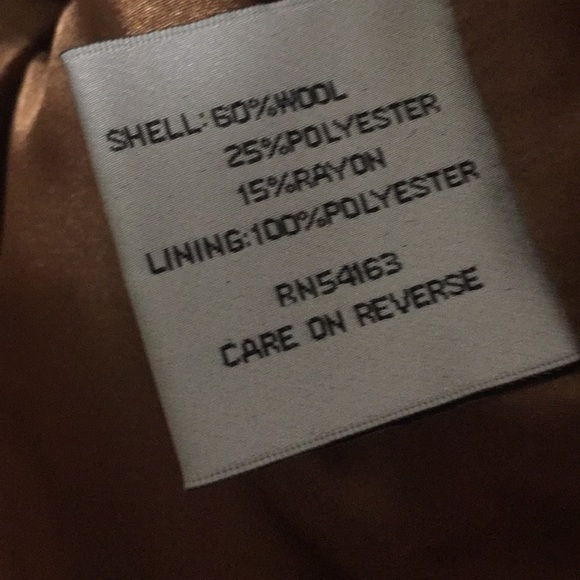 SHELL:60%WOOL
25%POLYESTER
15%RAYON
LINING:100%POLYESTER
RN54163
CARE ON REVERSE